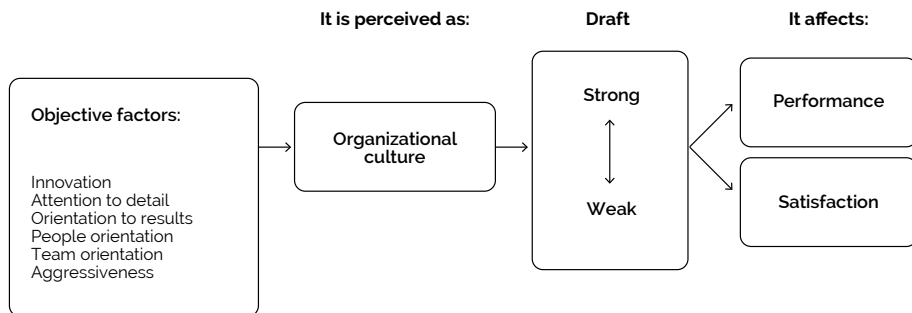 It is perceived as:
Draft
It affects:
Objective factors:
Innovation
Attention to detail
Orientation to results
People orientation
Team orientation
Aggressiveness
Organizational
culture
Strong
Weak
Performance
Satisfaction